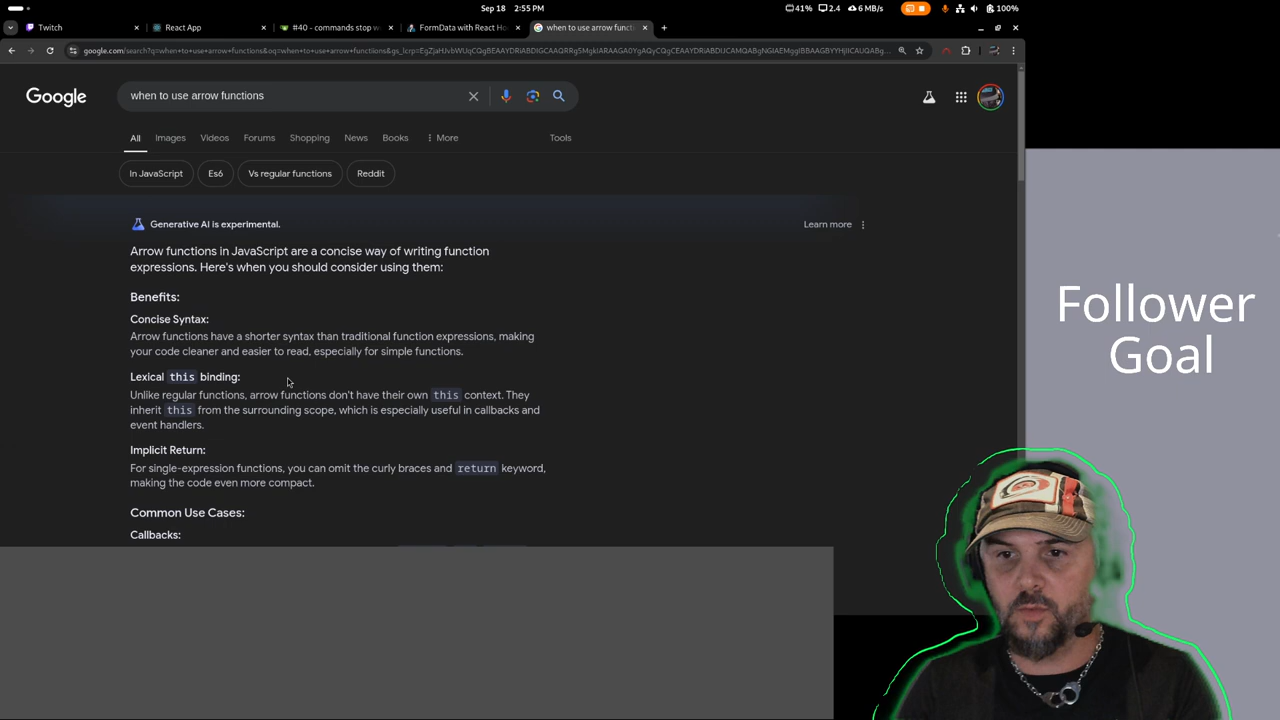 Sep 18 2:55 PM
41% 2.4 6 MB/s 100%
Twitch
React App
#40 - commands stop w
FormData with React Ho
when to use arrow funct
Google
when to use arrow functions
All Images Videos Forums Shopping News Books More Tools
In JavaScript Es6 Vs regular functions Reddit
Generative AI is experimental. Learn more
Arrow functions in JavaScript are a concise way of writing function
expressions. Here's when you should consider using them:
Benefits:
Concise Syntax:
Arrow functions have a shorter syntax than traditional function expressions, making
your code cleaner and easier to read, especially for simple functions.
Lexical this binding:
Unlike regular functions, arrow functions don't have their own this context. They
inherit this from the surrounding scope, which is especially useful in callbacks and
event handlers.
Implicit Return:
For single-expression functions, you can omit the curly braces and return keyword,
making the code even more compact.
Common Use Cases:
Callbacks:
Follower
Goal